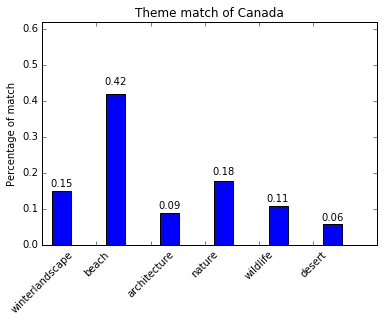 Theme match of Canada
Percentage of match
0.6
0.5
0.4
0.3
0.2
0.1
0.0
0.15
0.42
0.09
0.18
0.11
0.06
winterlandscape
beach
architecture
nature
wildlife
desert